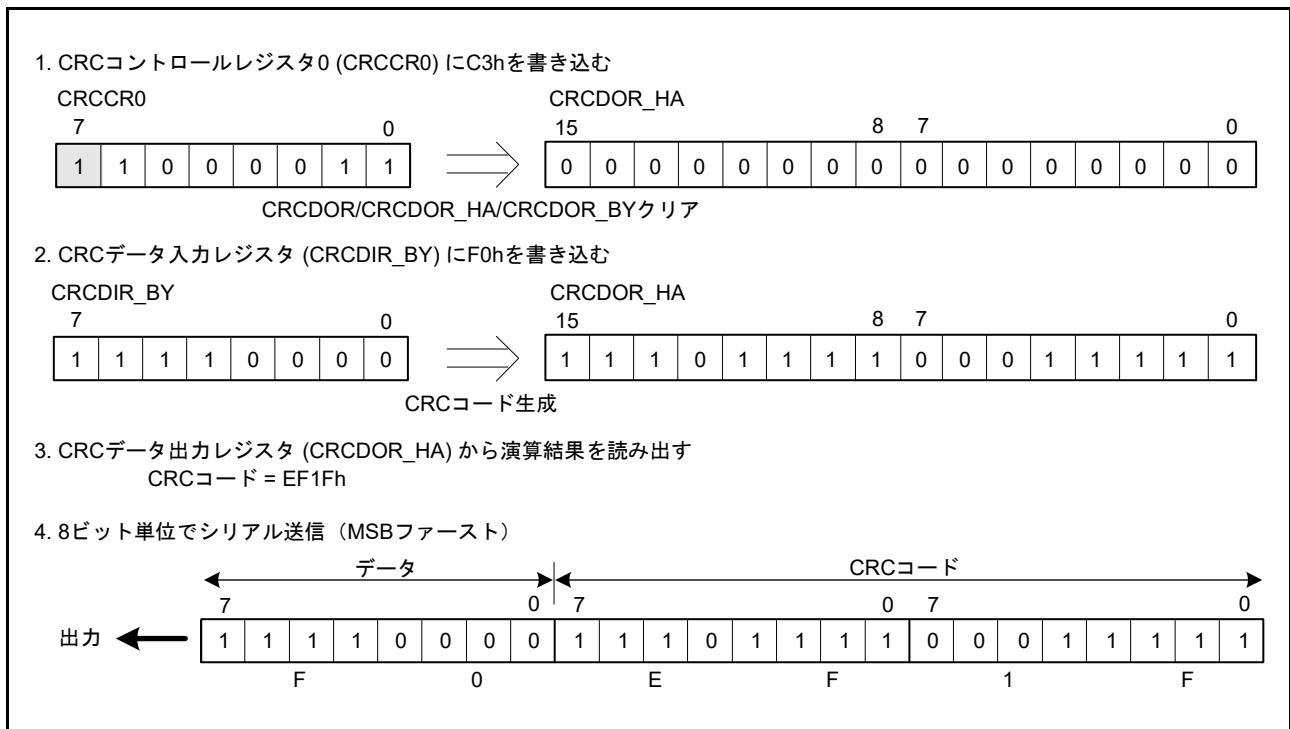 1. CRCコントロールレジスタ0 (CRCCR0) にC3hを書き込む
CRCCR0 CRCDOR_HA
7 0 15 8 7 0
1 1 0 0 0 0 1 1 0 0 0 0 0 0 0 0 0 0 0 0 0 0 0 0
CRCDOR/CRCDOR_HA/CRCDOR_BYクリア
2. CRCデータ入力レジスタ (CRCDIR_BY) にF0hを書き込む
CRCDIR_BY CRCDOR_HA
7 0 15 8 7 0
1 1 1 1 0 0 0 0 1 1 1 0 1 1 1 1 0 0 0 1 1 1 1 1
CRCコード生成
3. CRCデータ出力レジスタ (CRCDOR_HA) から演算結果を読み出す
CRCコード = EF1Fh
4. 8ビット単位でシリアル送信（MSBファースト）
データ CRCコード
7 0 7 0 7 0
出力 1 1 1 1 0 0 0 0 1 1 1 0 1 1 1 1 0 0 0 1 1 1 1 1
F 0 E F 1 F